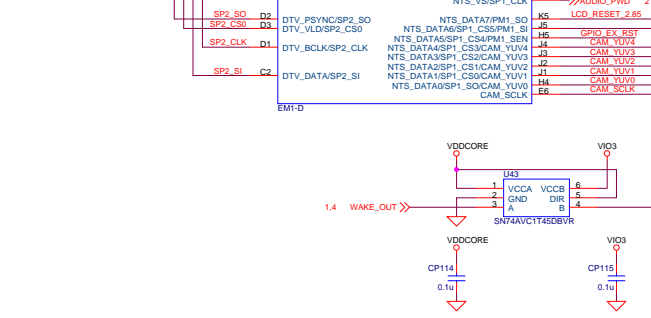 NTS_VS/SP1_CLK
AUDIO_PWD 2
SP2_SO D2 DTV_PSYNC/SP2_SO NTS_DATA7/PM1_SO K5 LCD_RESET_2.85
SP2_CS0 D3 DTV_VLD/SP2_CS0 NTS_DATA6/SP1_CS5/PM1_SI J5
NTS_DATA5/SP1_CS4/PM1_SEN H5 GPIO_EX_RST
SP2_CLK D1 DTV_BCLK/SP2_CLK NTS_DATA4/SP1_CS3/CAM_YUV4 J4 CAM_YUV4
NTS_DATA3/SP1_CS2/CAM_YUV3 J3 CAM_YUV3
NTS_DATA2/SP1_CS1/CAM_YUV2 J2 CAM_YUV2
SP2_SI C2 DTV_DATA/SP2_SI NTS_DATA1/SP1_CS0/CAM_YUV1 J1 CAM_YUV1
NTS_DATA0/SP1_SO/CAM_YUV0 H4 CAM_YUV0
CAM_SCLK E6 CAM_SCLK
EM1-D
VDDCORE VIO3
U43
1 VCCA VCCB 6
2 GND DIR 5
1,4 WAKE_OUT 3 A B 4
SN74AVC1T45DBVR
VDDCORE VIO3
CP114 CP115
0.1u 0.1u